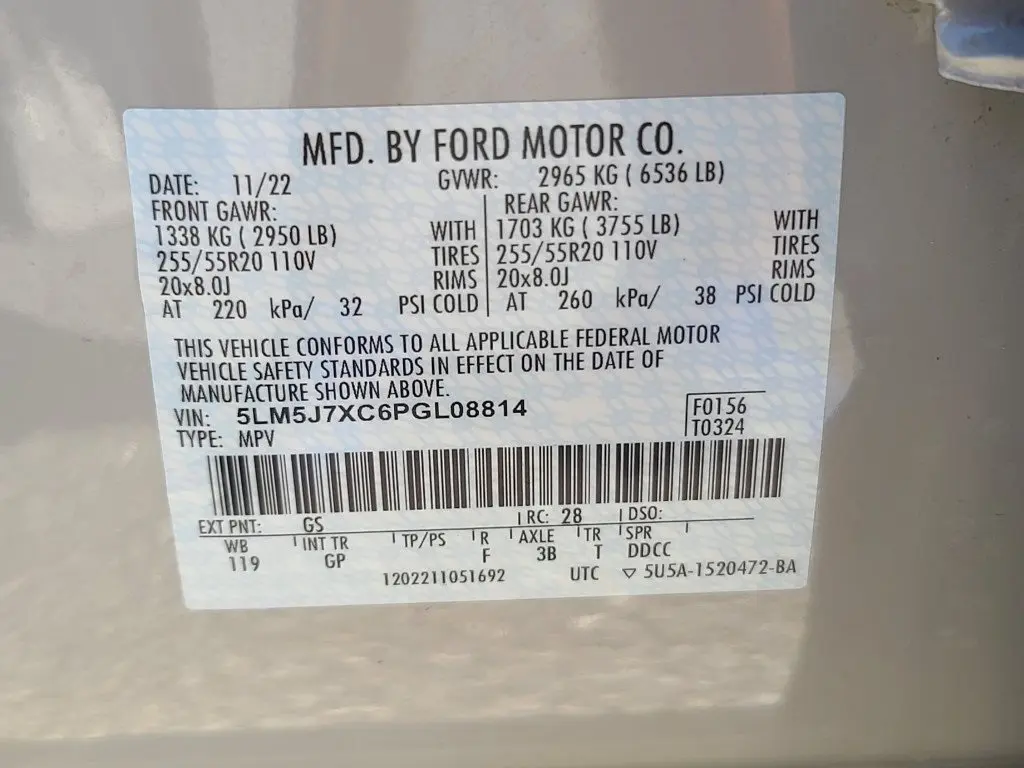 MFD. BY FORD MOTOR CO.
DATE: 11/22 GVWR: 2965 KG ( 6536 LB)
FRONT GAWR: REAR GAWR:
1338 KG ( 2950 LB) WITH 1703 KG ( 3755 LB) WITH
255/55R20 110V TIRES 255/55R20 110V TIRES
20x8.0J RIMS 20x8.0J RIMS
AT 220 kPa/ 32 PSI COLD AT 260 kPa/ 38 PSI COLD
THIS VEHICLE CONFORMS TO ALL APPLICABLE FEDERAL MOTOR
VEHICLE SAFETY STANDARDS IN EFFECT ON THE DATE OF
MANUFACTURE SHOWN ABOVE.
VIN: 5LM5J7XC6PGL08814 F0156
TYPE: MPV T0324
EXT PNT: GS RC: 28 DSO:
WB INT TR TP/PS R AXLE TR SPR
119 GP F 3B T DDCC
1202211051692 UTC ▽ 5U5A-1520472-BA